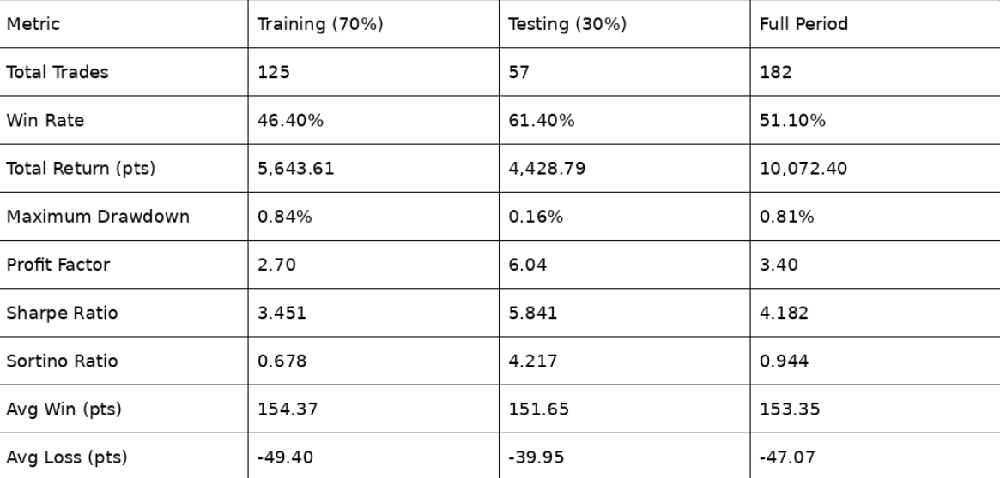 Metric Training (70%) Testing (30%) Full Period
Total Trades 125 57 182
Win Rate 46.40% 61.40% 51.10%
Total Return (pts) 5,643.61 4,428.79 10,072.40
Maximum Drawdown 0.84% 0.16% 0.81%
Profit Factor 2.70 6.04 3.40
Sharpe Ratio 3.451 5.841 4.182
Sortino Ratio 0.678 4.217 0.944
Avg Win (pts) 154.37 151.65 153.35
Avg Loss (pts) -49.40 -39.95 -47.07